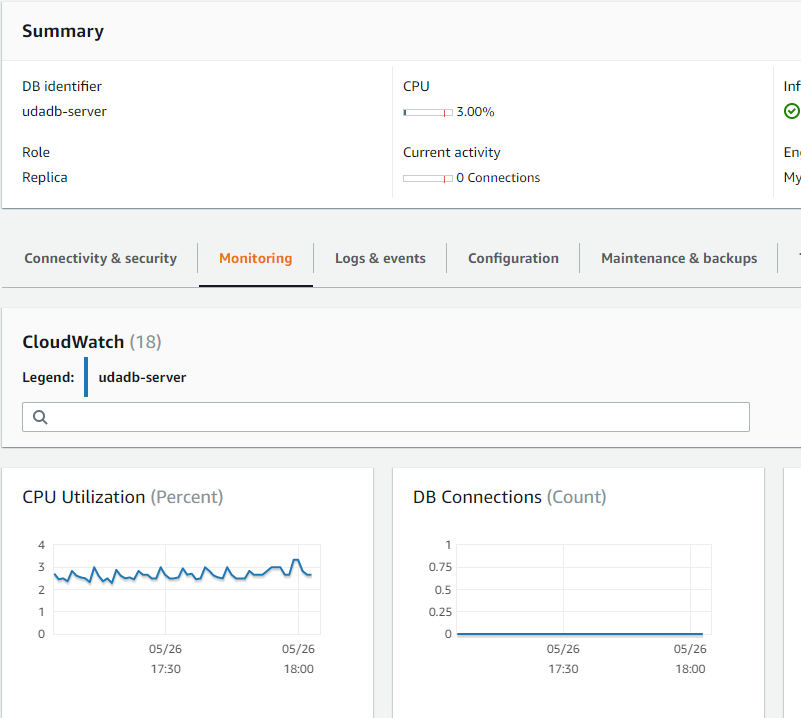 Summary
DB identifier
udadb-server
CPU
3.00%
Inf
Role
Replica
Current activity
0 Connections
En
My
Connectivity & security
Monitoring
Logs & events
Configuration
Maintenance & backups
CloudWatch (18)
Legend:
udadb-server
CPU Utilization (Percent)
4
3
2
1
0
05/26
17:30
05/26
18:00
DB Connections (Count)
1
0.75
0.5
0.25
0
05/26
17:30
05/26
18:00